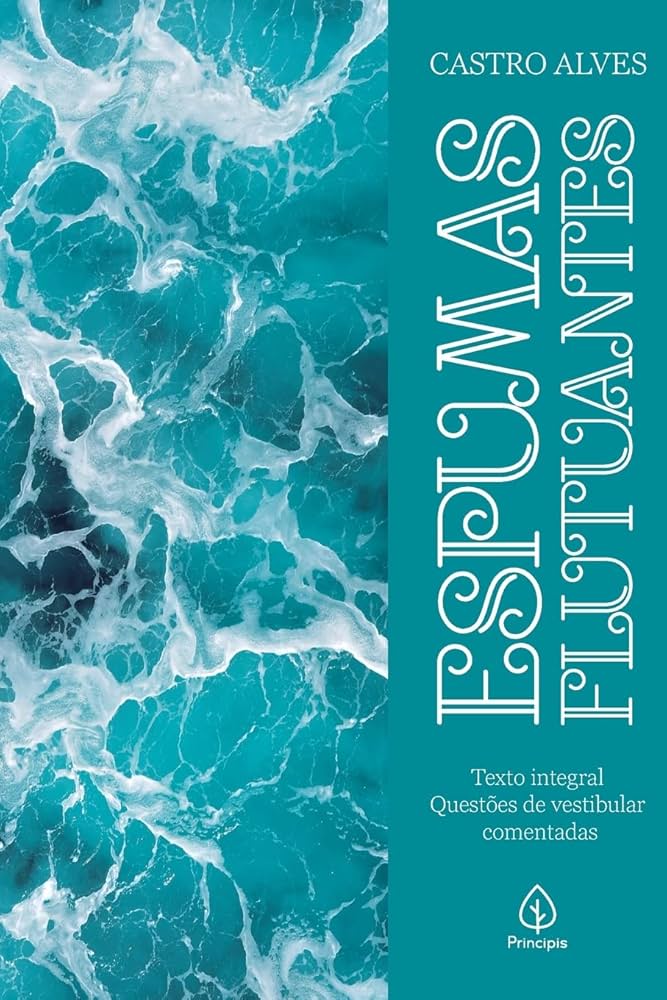 CASTRO ALVES
ESPUMAS
FLUTUANTES
Texto integral
Questões de vestibular
comentadas
Principis